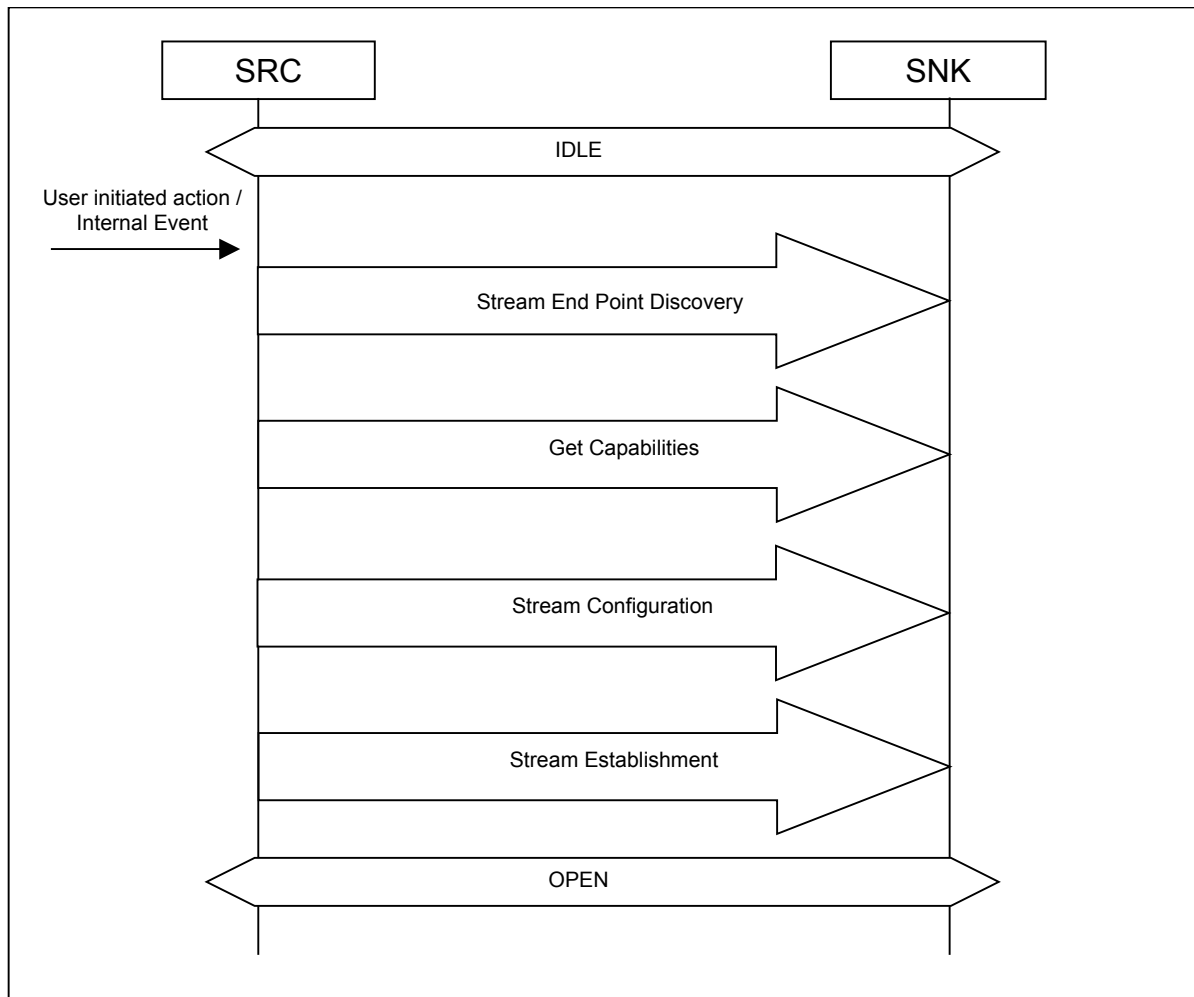 SRC
SNK
IDLE
User initiated action /
Internal Event
Stream End Point Discovery
Get Capabilities
Stream Configuration
Stream Establishment
OPEN